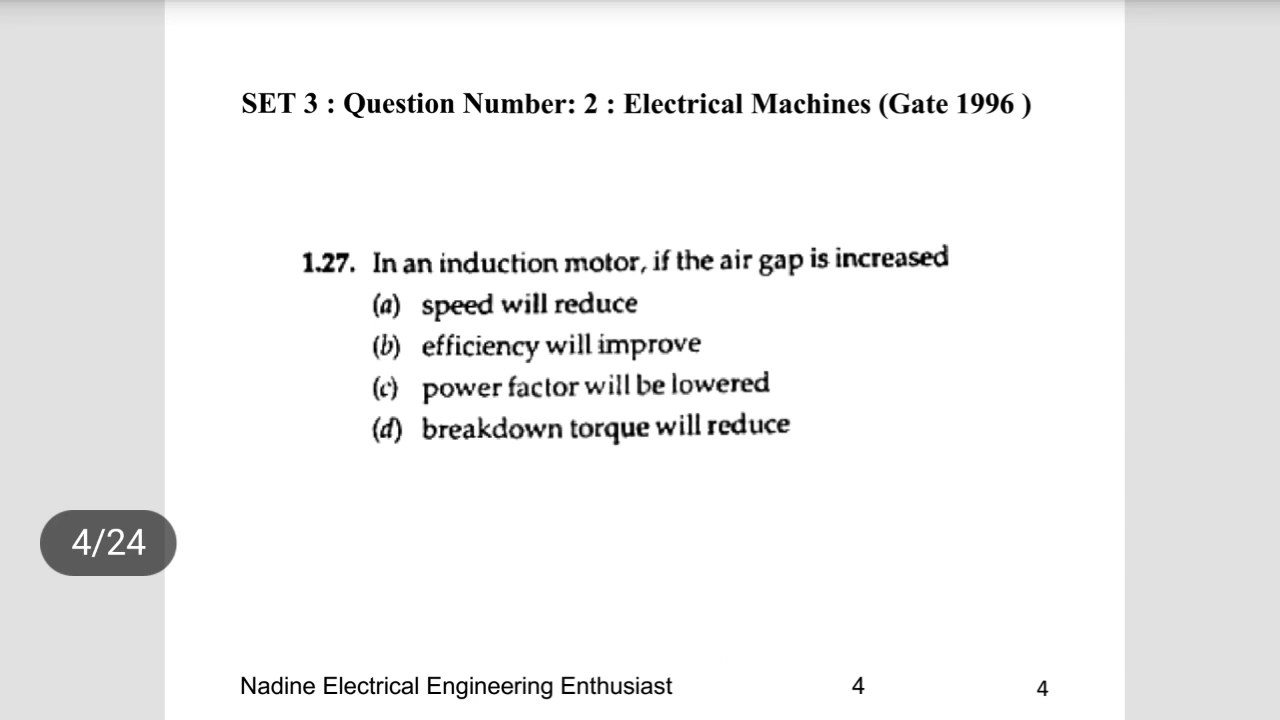 SET 3 : Question Number: 2 : Electrical Machines (Gate 1996 )
1.27. In an induction motor, if the air gap is increased
(a) speed will reduce
(b) efficiency will improve
(c) power factor will be lowered
(d) breakdown torque will reduce
4/24
Nadine Electrical Engineering Enthusiast 4 4